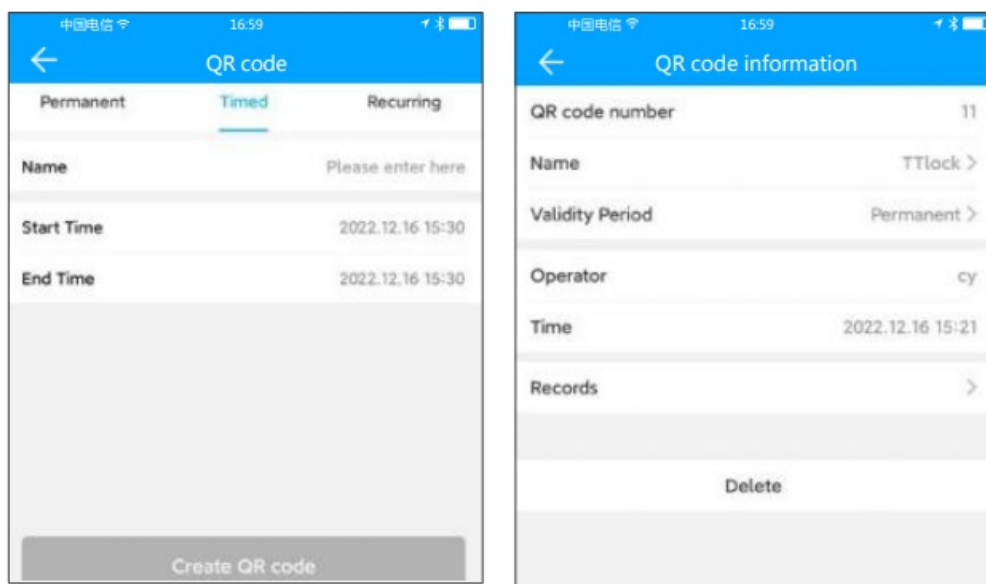 中国电信 16:59
QR code
Permanent Timed Recurring
Name Please enter here
Start Time 2022.12.16 15:30
End Time 2022.12.16 15:30
Create QR code
中国电信 16:59
QR code information
QR code number 11
Name TTlock >
Validity Period Permanent >
Operator cy
Time 2022.12.16 15:21
Records >
Delete